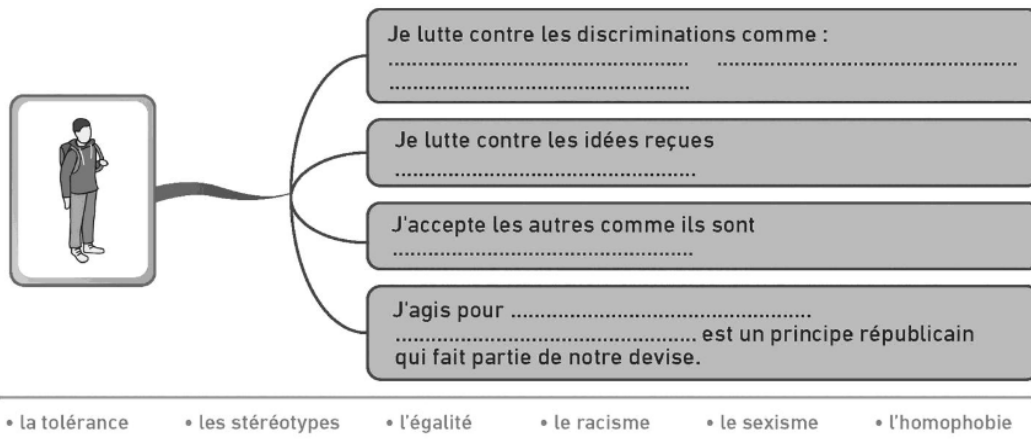 Je lutte contre les discriminations comme :
.................................................... ....................................................
....................................................
Je lutte contre les idées reçues
....................................................
J'accepte les autres comme ils sont
....................................................
J'agis pour ....................................................
.................................................... est un principe républicain
qui fait partie de notre devise.
• la tolérance • les stéréotypes • l'égalité • le racisme • le sexisme • l'homophobie